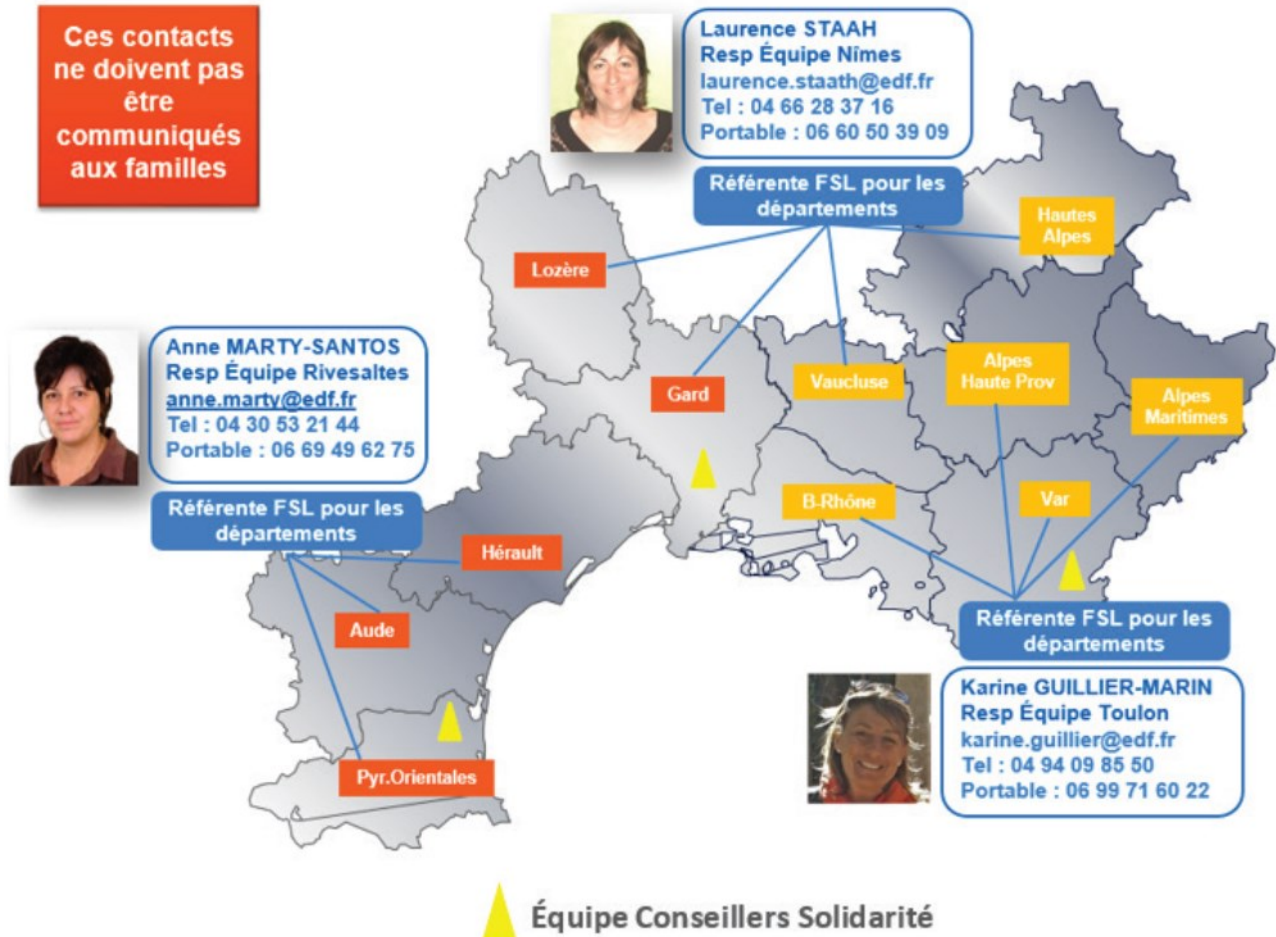 Ces contacts
ne doivent pas
être
communiqués
aux familles
Laurence STAAH
Resp Équipe Nîmes
laurence.staath@edf.fr
Tel : 04 66 28 37 16
Portable : 06 60 50 39 09
Référente FSL pour les
départements
Hautes
Alpes
Lozère
Gard
Vaucluse
Alpes
Haute Prov
Alpes
Maritimes
B-Rhône
Var
Anne MARTY-SANTOS
Resp Équipe Rivesaltes
anne.marty@edf.fr
Tel : 04 30 53 21 44
Portable : 06 69 49 62 75
Référente FSL pour les
départements
Hérault
Aude
Pyr.Orientales
Référente FSL pour les
départements
Karine GUILLIER-MARIN
Resp Équipe Toulon
karine.guillier@edf.fr
Tel : 04 94 09 85 50
Portable : 06 99 71 60 22
Équipe Conseillers Solidarité